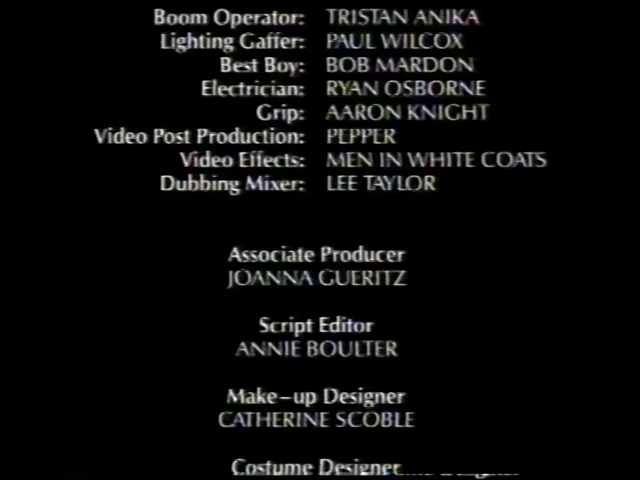 Boom Operator: TRISTAN ANIKA
Lighting Gaffer: PAUL WILCOX
Best Boy: BOB MARDON
Electrician: RYAN OSBORNE
Grip: AARON KNIGHT
Video Post Production: PEPPER
Video Effects: MEN IN WHITE COATS
Dubbing Mixer: LEE TAYLOR
Associate Producer
JOANNA GUERITZ
Script Editor
ANNIE BOULTER
Make-up Designer
CATHERINE SCOBLE
Costume Designer